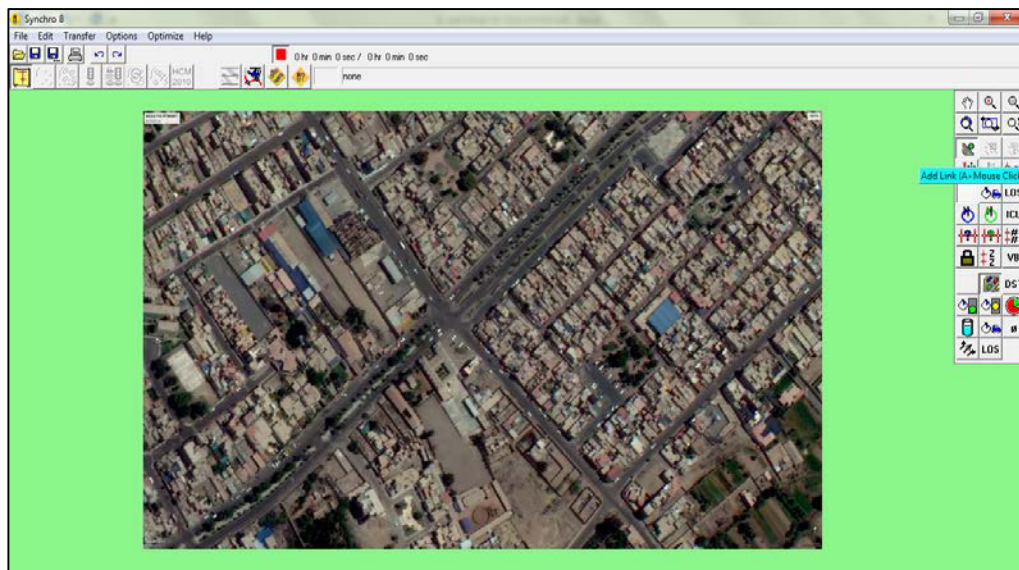 Synchro 8
File Edit Transfer Options Optimize Help
0 hr 0 min 0 sec / 0 hr 0 min 0 sec
HCM
2010
none
Add Link (A> Mouse Click
LOS
ICU
DS
LOS